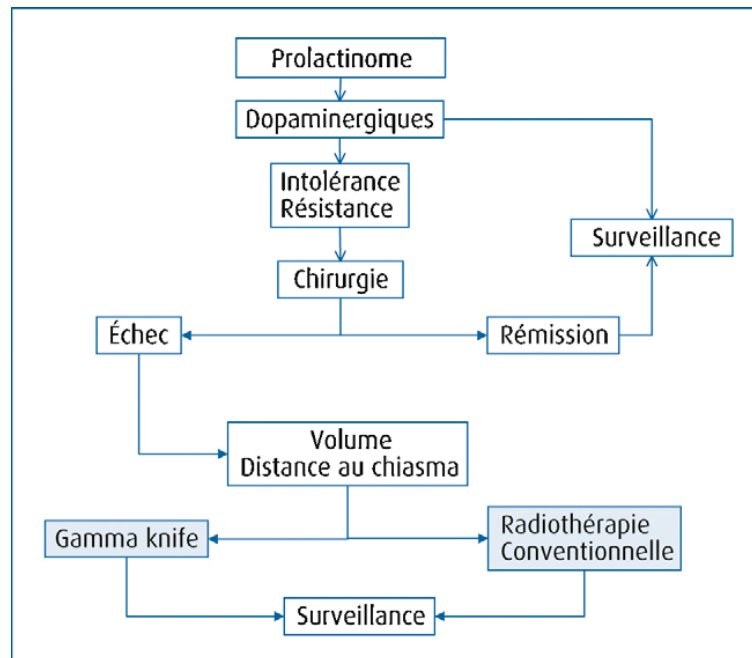 Prolactinome
Dopaminergiques
Intolérance
Résistance
Surveillance
Chirurgie
Échec
Rémission
Volume
Distance au chiasma
Gamma knife
Radiothérapie
Conventionnelle
Surveillance